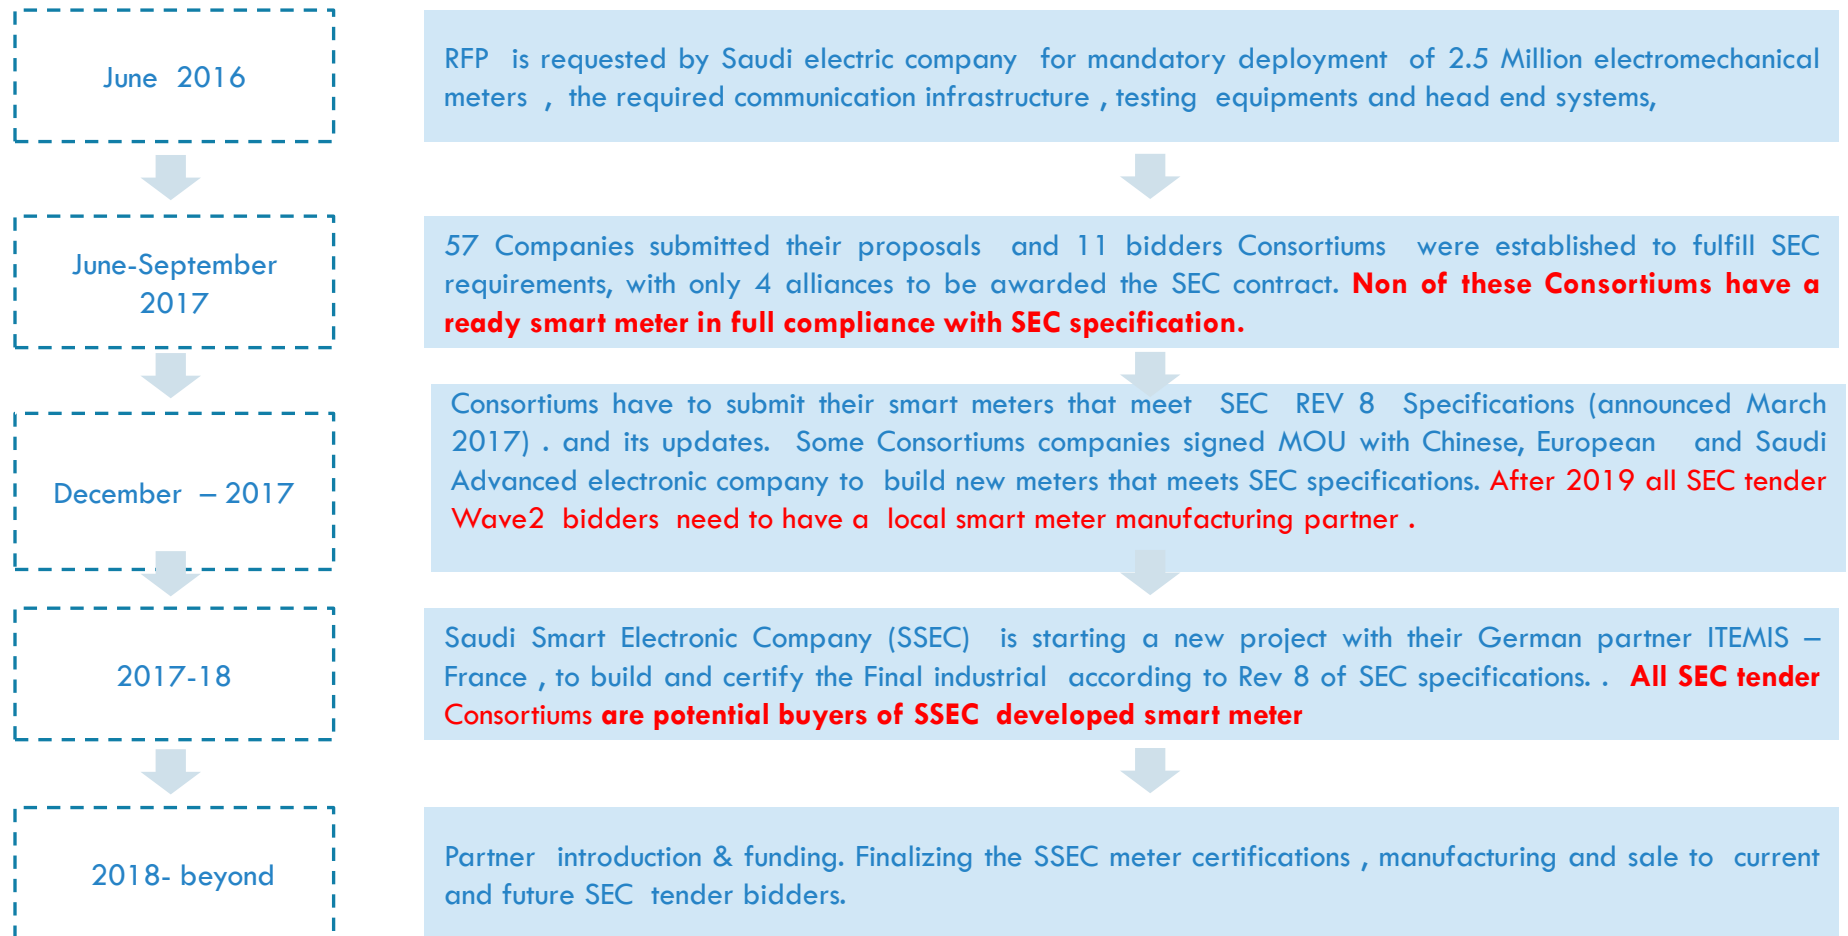 June 2016
RFP is requested by Saudi electric company for mandatory deployment of 2.5 Million electromechanical
meters , the required communication infrastructure , testing equipments and head end systems,
June-September
2017
57 Companies submitted their proposals and 11 bidders Consortiums were established to fulfill SEC
requirements, with only 4 alliances to be awarded the SEC contract. Non of these Consortiums have a
ready smart meter in full compliance with SEC specification.
December – 2017
Consortiums have to submit their smart meters that meet SEC REV 8 Specifications (announced March
2017) . and its updates. Some Consortiums companies signed MOU with Chinese, European and Saudi
Advanced electronic company to build new meters that meets SEC specifications. After 2019 all SEC tender
Wave2 bidders need to have a local smart meter manufacturing partner .
2017-18
Saudi Smart Electronic Company (SSEC) is starting a new project with their German partner ITEMIS –
France , to build and certify the Final industrial according to Rev 8 of SEC specifications. . All SEC tender
Consortiums are potential buyers of SSEC developed smart meter
2018- beyond
Partner introduction & funding. Finalizing the SSEC meter certifications , manufacturing and sale to current
and future SEC tender bidders.